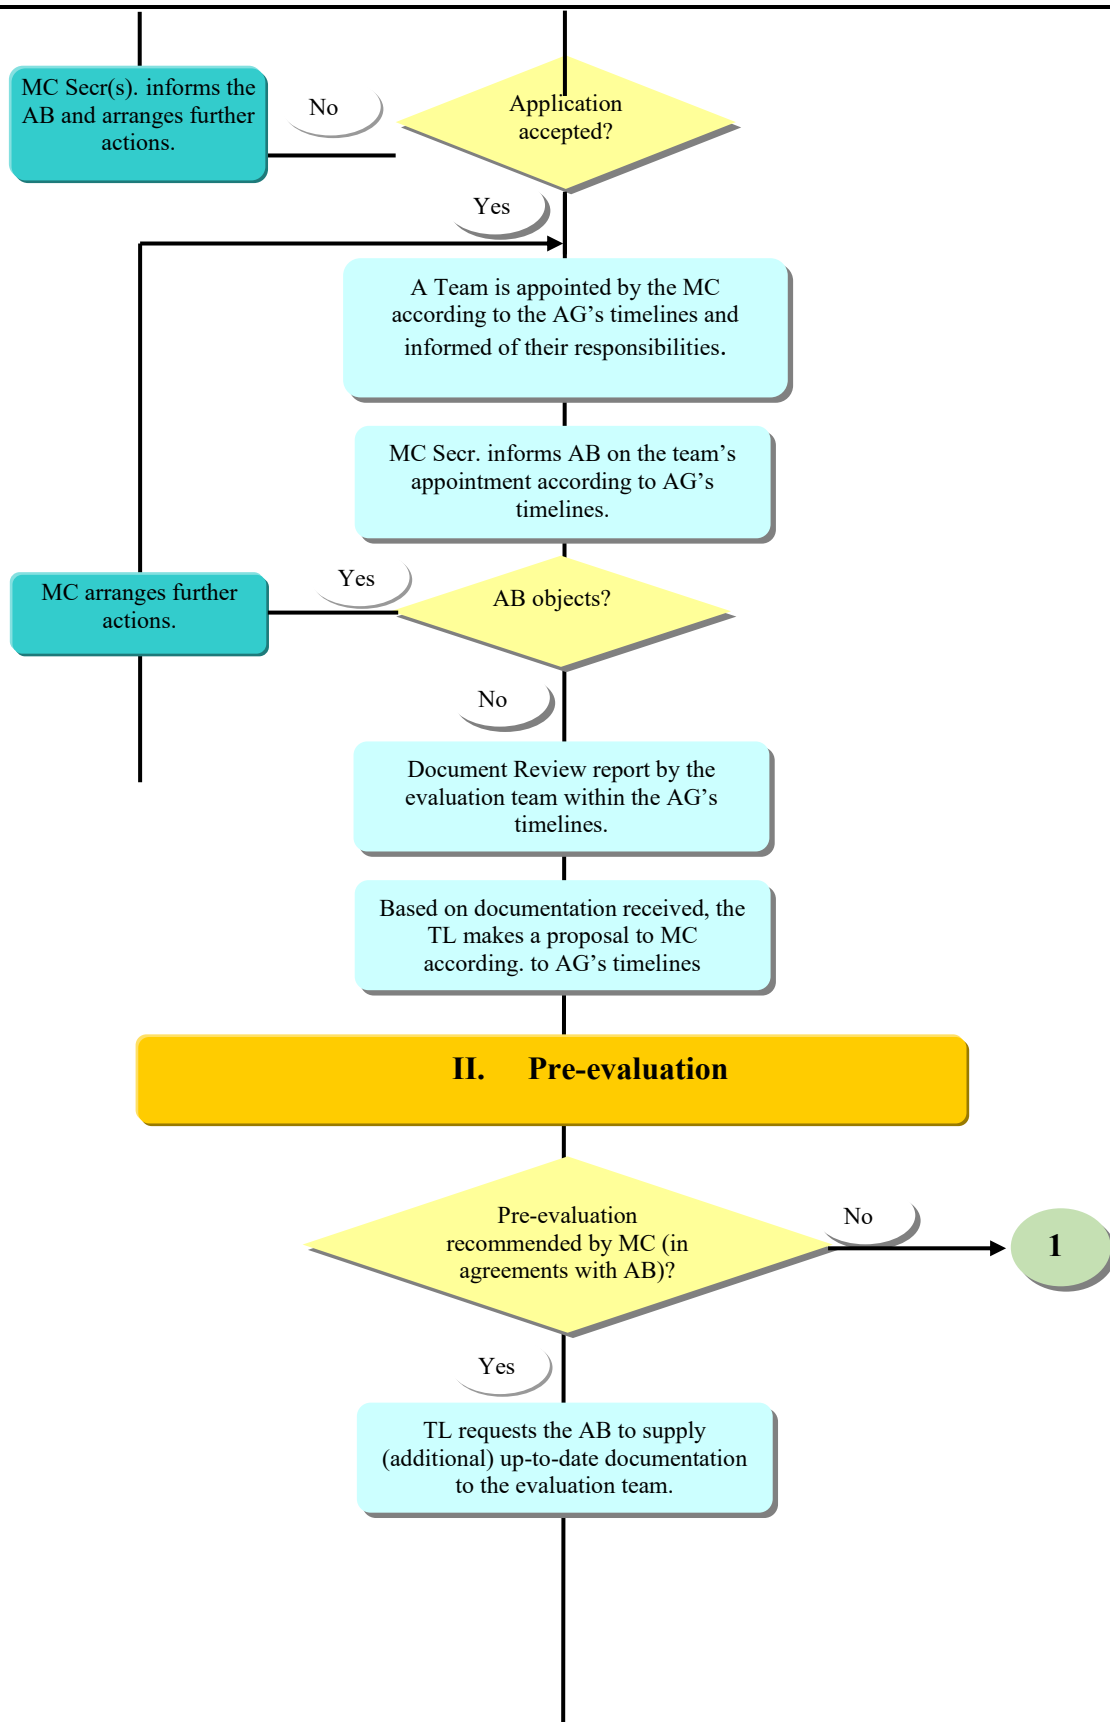 MC Secr(s). informs the
AB and arranges further
actions.
No
Application
accepted?
Yes
A Team is appointed by the MC
according to the AG’s timelines and
informed of their responsibilities.
MC Secr. informs AB on the team’s
appointment according to AG’s
timelines.
MC arranges further
actions.
Yes
AB objects?
No
Document Review report by the
evaluation team within the AG’s
timelines.
Based on documentation received, the
TL makes a proposal to MC
according. to AG’s timelines
II. Pre-evaluation
Pre-evaluation
recommended by MC (in
agreements with AB)?
No
1
Yes
TL requests the AB to supply
(additional) up-to-date documentation
to the evaluation team.